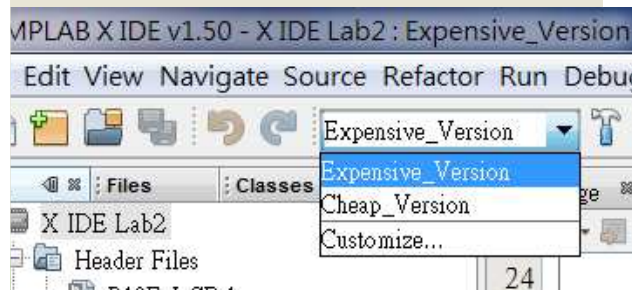 MPLAB X IDE v1.50 - X IDE Lab2 : Expensive_Version
Edit View Navigate Source Refactor Run Debug
Expensive_Version
Expensive_Version
Cheap_Version
Customize...
Files Classes
X IDE Lab2
Header Files
24